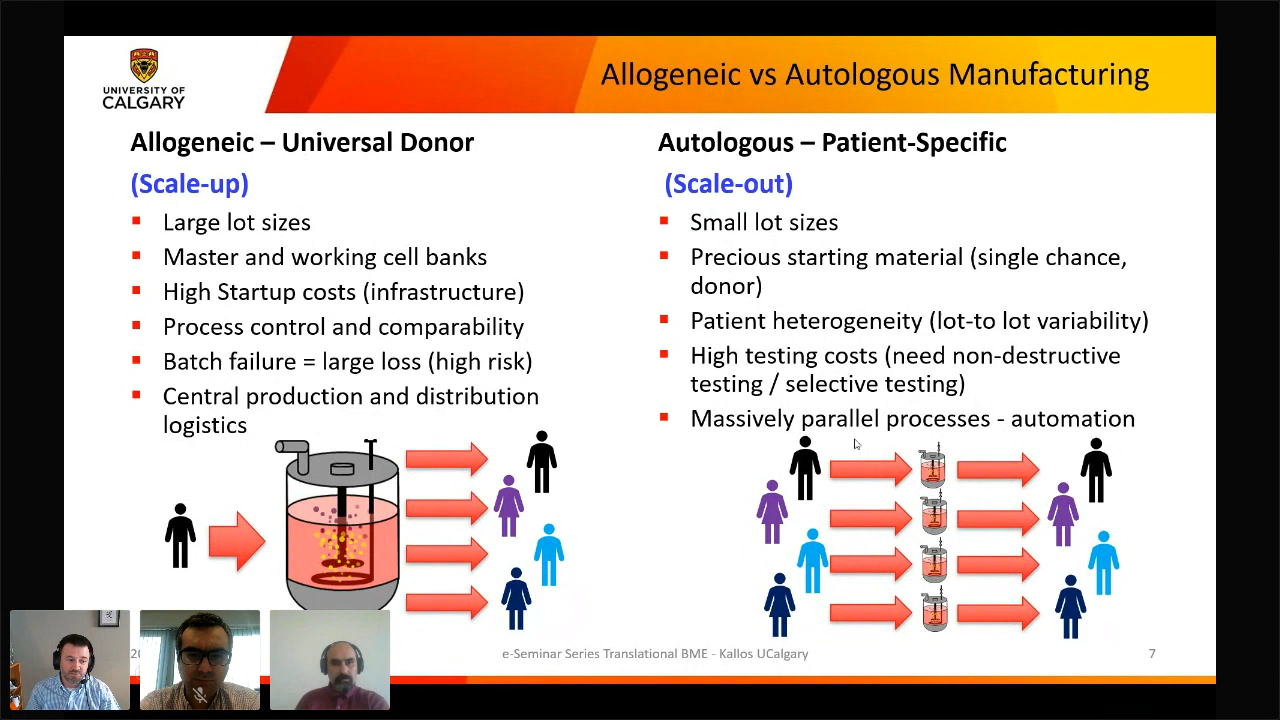 UNIVERSITY OF
CALGARY
Allogeneic vs Autologous Manufacturing
Allogeneic – Universal Donor
(Scale-up)
Large lot sizes
Master and working cell banks
High Startup costs (infrastructure)
Process control and comparability
Batch failure = large loss (high risk)
Central production and distribution
logistics
Autologous – Patient-Specific
(Scale-out)
Small lot sizes
Precious starting material (single chance,
donor)
Patient heterogeneity (lot-to lot variability)
High testing costs (need non-destructive
testing / selective testing)
Massively parallel processes - automation
e-Seminar Series Translational BME - Kallos UCalgary
7